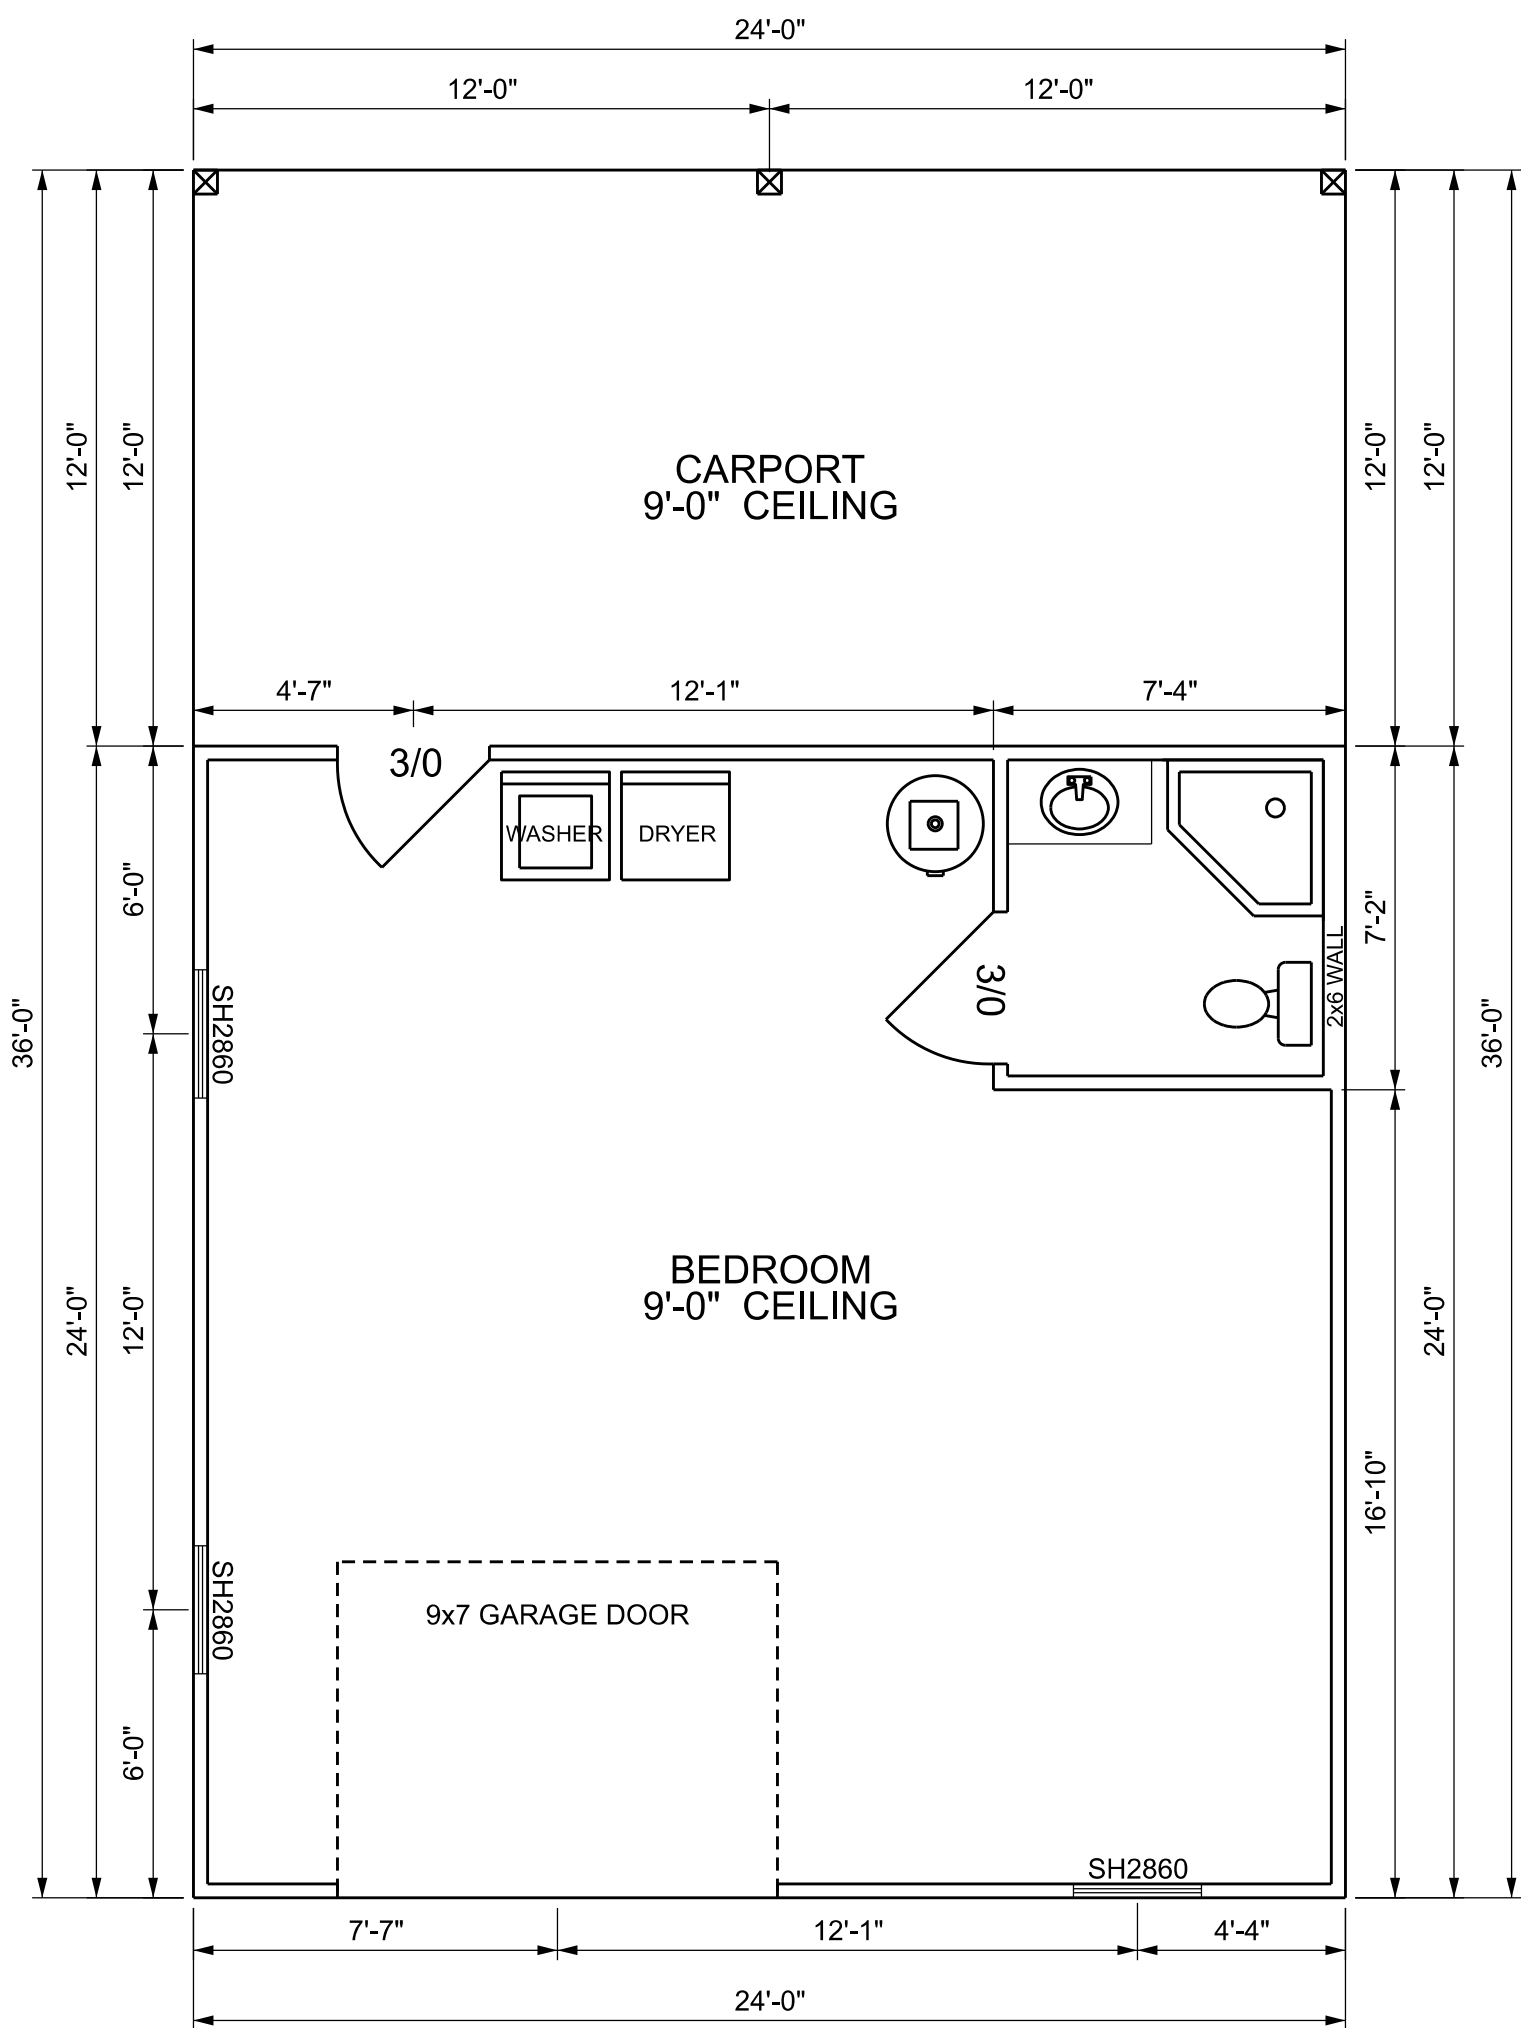 24'-0"
12'-0"
12'-0"
12'-0"
12'-0"
12'-0"
12'-0"
CARPORT
9'-0" CEILING
4'-7"
12'-1"
7'-4"
3/0
WASHER
DRYER
6'-0"
7'-2"
2x6 WALL
3/0
SH2860
36'-0"
36'-0"
BEDROOM
9'-0" CEILING
24'-0"
12'-0"
24'-0"
16'-10"
SH2860
9x7 GARAGE DOOR
6'-0"
SH2860
7'-7"
12'-1"
4'-4"
24'-0"